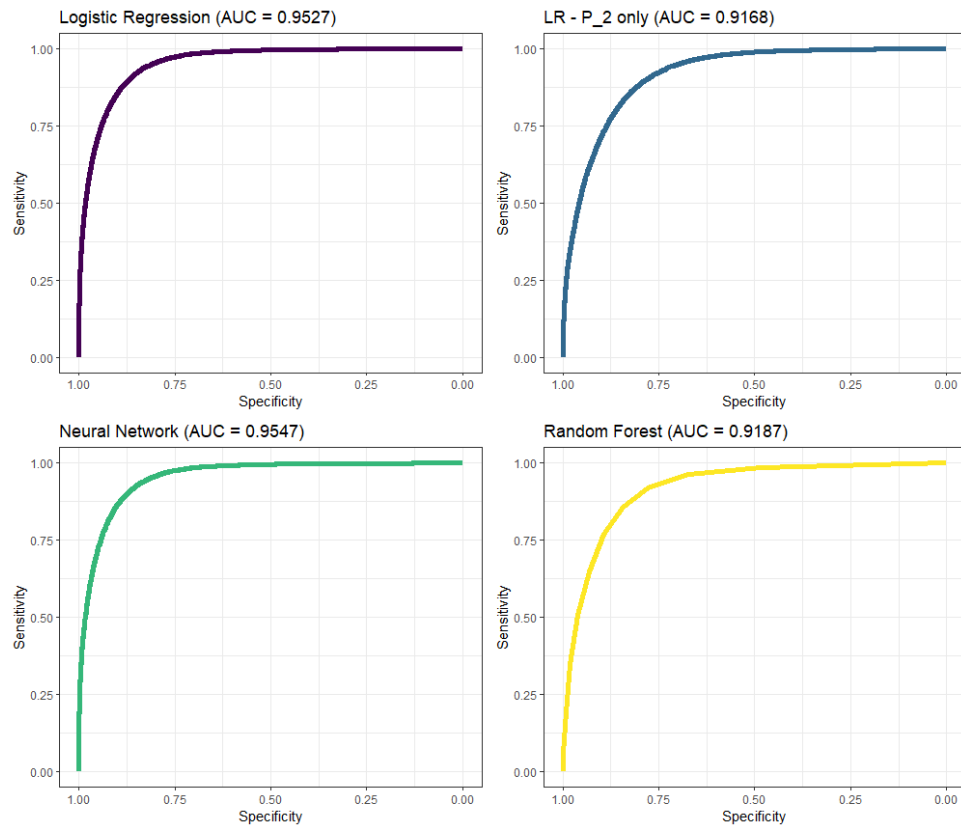 Logistic Regression (AUC = 0.9527)
1.00
0.75
0.50
0.25
0.00
Sensitivity
1.00 0.75 0.50 0.25 0.00
Specificity
LR - P_2 only (AUC = 0.9168)
1.00
0.75
0.50
0.25
0.00
Sensitivity
1.00 0.75 0.50 0.25 0.00
Specificity
Neural Network (AUC = 0.9547)
1.00
0.75
0.50
0.25
0.00
Sensitivity
1.00 0.75 0.50 0.25 0.00
Specificity
Random Forest (AUC = 0.9187)
1.00
0.75
0.50
0.25
0.00
Sensitivity
1.00 0.75 0.50 0.25 0.00
Specificity